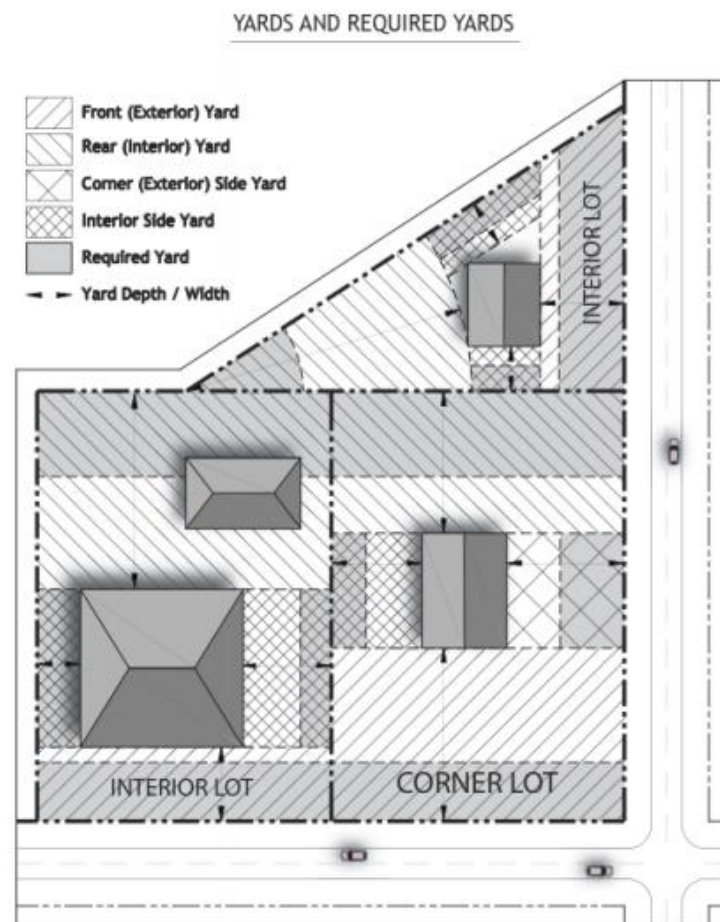 YARDS AND REQUIRED YARDS
Front (Exterior) Yard
Rear (Interior) Yard
Corner (Exterior) Side Yard
Interior Side Yard
Required Yard
Yard Depth / Width
INTERIOR LOT
INTERIOR LOT
CORNER LOT